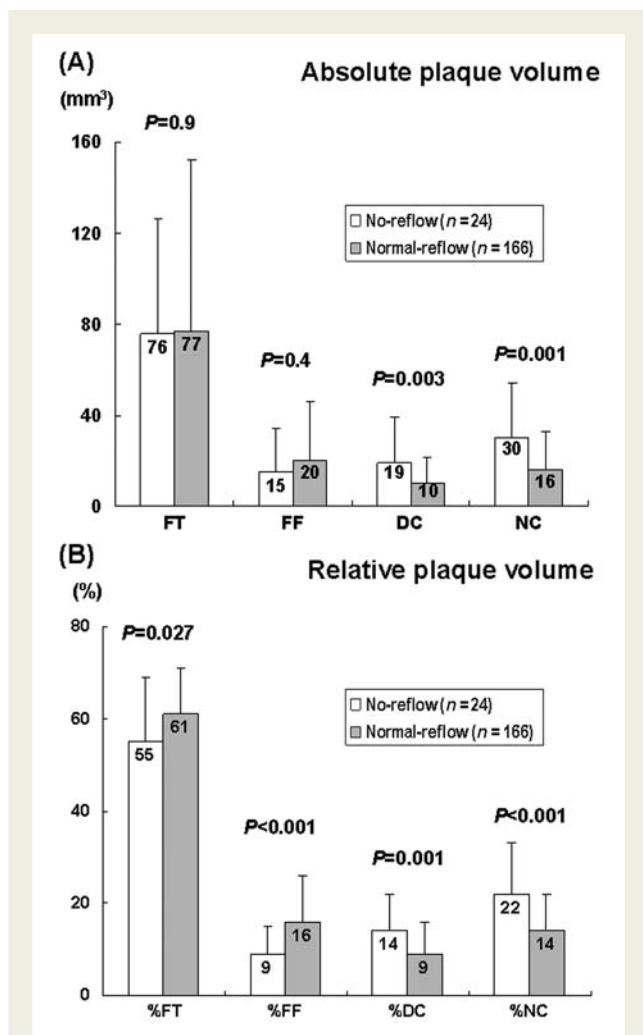 (A)
Absolute plaque volume
(mm³)
P=0.9
160
No-reflow (n=24)
Normal-reflow (n=166)
120
80
P=0.001
P=0.4
P=0.003
40
76 77 15 20 19 10 30 16
0
FT FF DC NC
(B)
Relative plaque volume
(%)
80
P=0.027
No-reflow (n=24)
Normal-reflow (n=166)
60
55 61
40
P<0.001 P=0.001 P<0.001
20
9 16 14 9 22 14
0
%FT %FF %DC %NC